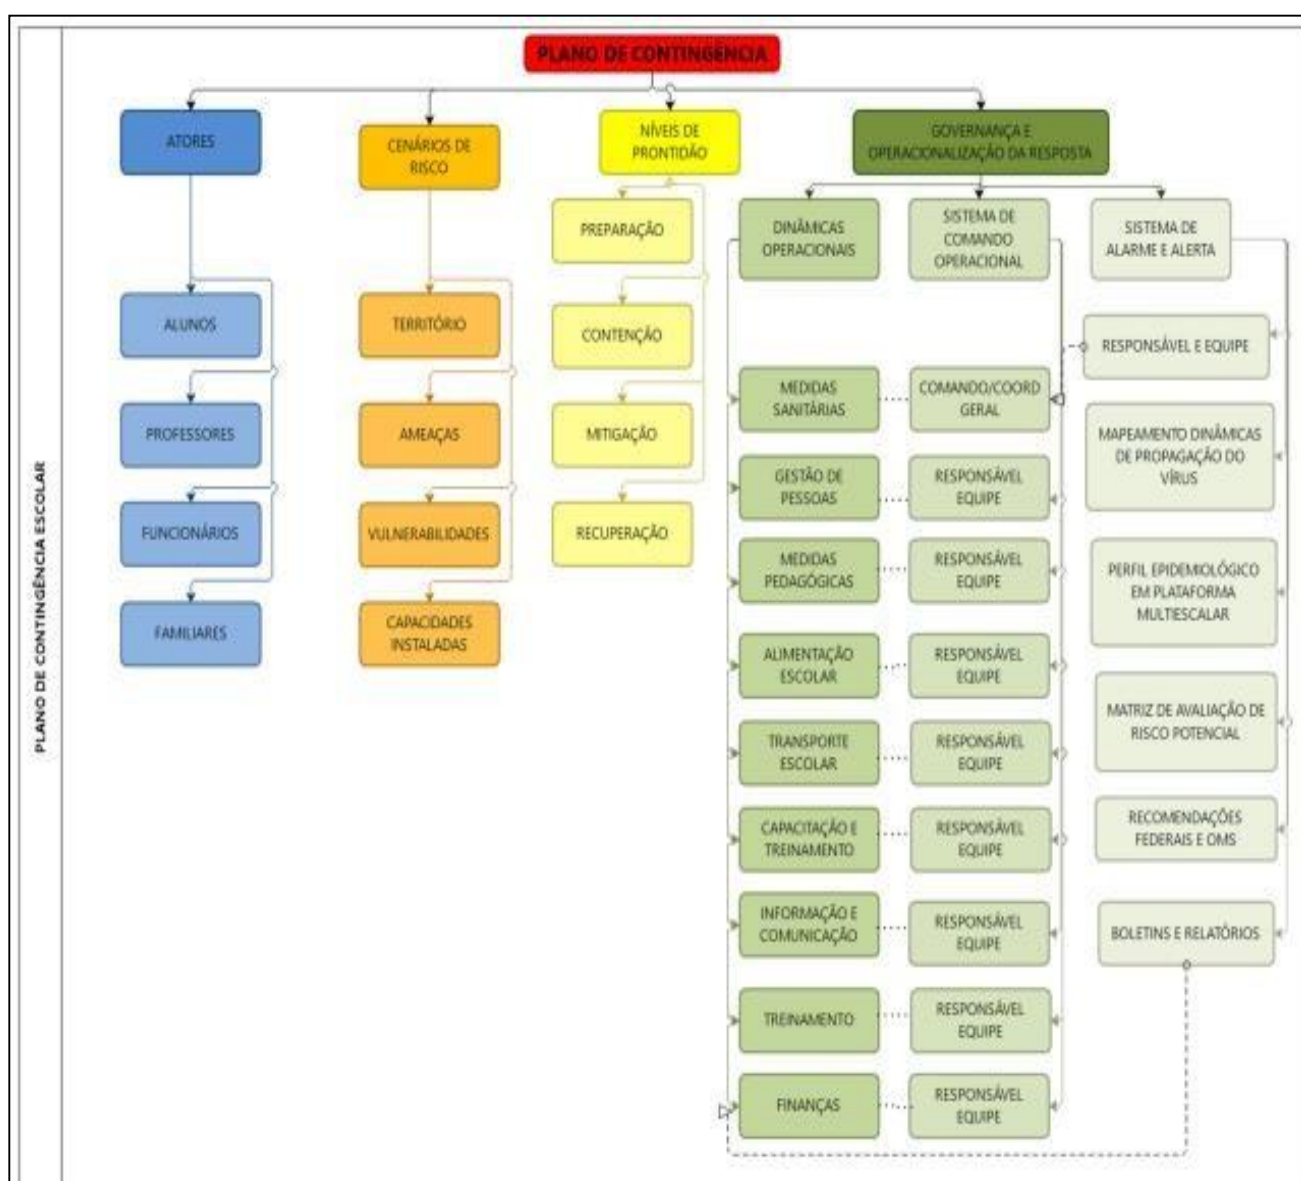 PLANO DE CONTINGÊNCIA ESCOLAR
PLANO DE CONTINGÊNCIA
ATORES
ALUNOS
PROFESSORES
FUNCIONÁRIOS
FAMILIARES
CENÁRIOS DE
RISCO
TERRITÓRIO
AMEAÇAS
VULNERABILIDADES
CAPACIDADES
INSTALADAS
NÍVEIS DE
PRONTIDÃO
PREPARAÇÃO
CONTENÇÃO
MITIGAÇÃO
RECUPERAÇÃO
GOVERNANÇA E
OPERACIONALIZAÇÃO DA RESPOSTA
DINÂMICAS
OPERACIONAIS
MEDIDAS
SANITÁRIAS
GESTÃO DE
PESSOAS
MEDIDAS
PEDAGÓGICAS
ALIMENTAÇÃO
ESCOLAR
TRANSPORTE
ESCOLAR
CAPACITAÇÃO E
TREINAMENTO
INFORMAÇÃO E
COMUNICAÇÃO
TREINAMENTO
FINANÇAS
SISTEMA DE
COMANDO
OPERACIONAL
COMANDO/COORD
GERAL
RESPONSÁVEL
EQUIPE
RESPONSÁVEL
EQUIPE
RESPONSÁVEL
EQUIPE
RESPONSÁVEL
EQUIPE
RESPONSÁVEL
EQUIPE
RESPONSÁVEL
EQUIPE
RESPONSÁVEL
EQUIPE
RESPONSÁVEL
EQUIPE
SISTEMA DE
ALARME E ALERTA
RESPONSÁVEL E EQUIPE
MAPEAMENTO DINÂMICAS
DE PROPAGAÇÃO DO
VÍRUS
PERFIL EPIDEMIOLÓGICO
EM PLATAFORMA
MULTIESCALAR
MATRIZ DE AVALIAÇÃO DE
RISCO POTENCIAL
RECOMENDAÇÕES
FEDERAIS E OMS
BOLETINS E RELATÓRIOS